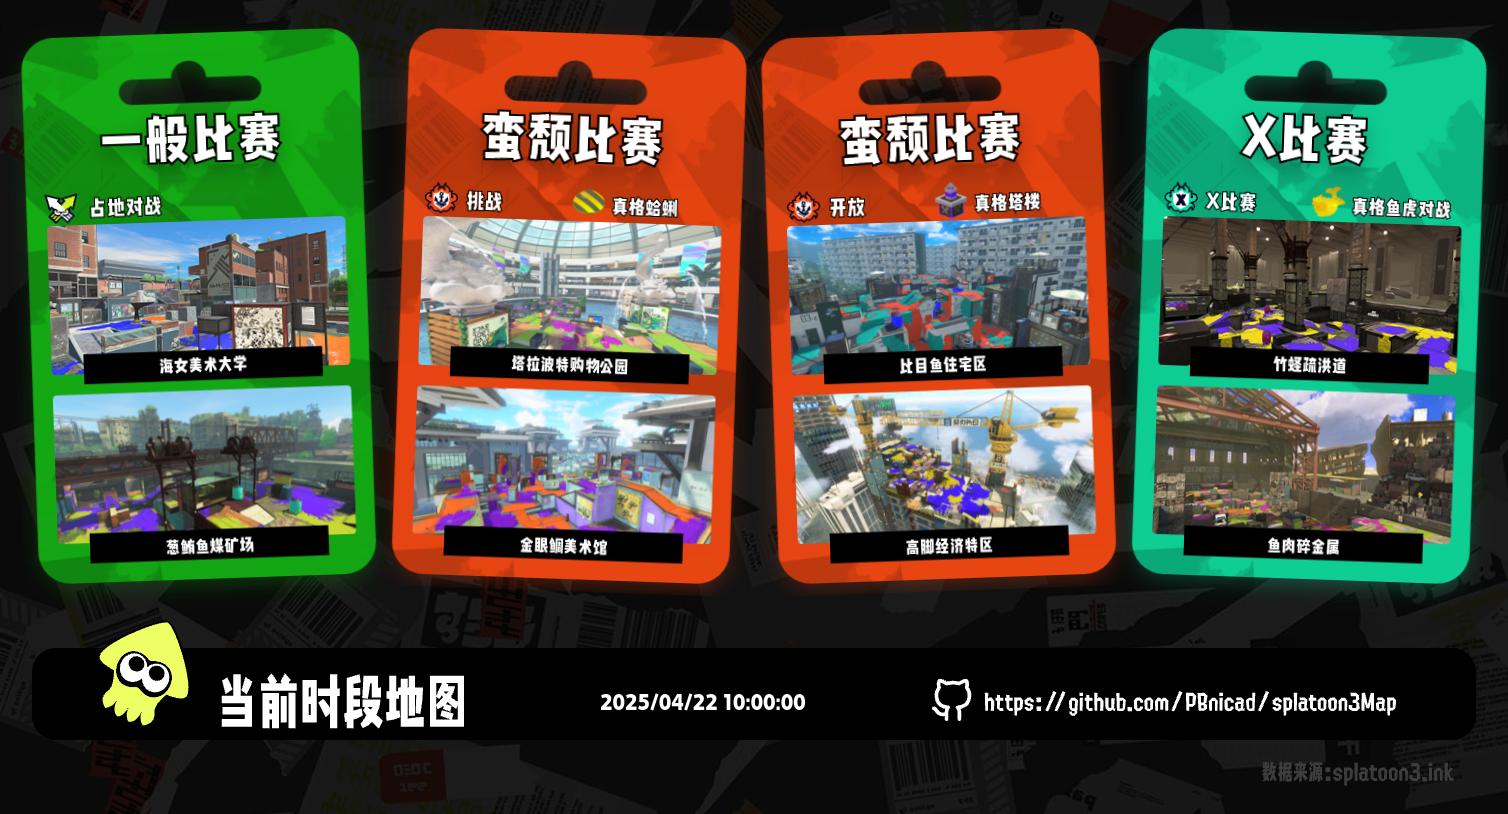 一般比赛
占地对战
海女美术大学
葱鲔鱼煤矿场
蛮颓比赛
挑战
真格蛤蜊
塔拉波特购物公园
金眼鲷美术馆
蛮颓比赛
开放
真格塔楼
比目鱼住宅区
高脚经济特区
X比赛
X比赛
真格鱼虎对战
竹蛏疏洪道
鱼肉碎金属
当前时段地图
2025/04/22 10:00:00
https://github.com/PBnicad/splatoon3Map
数据来源:splatoon3.ink